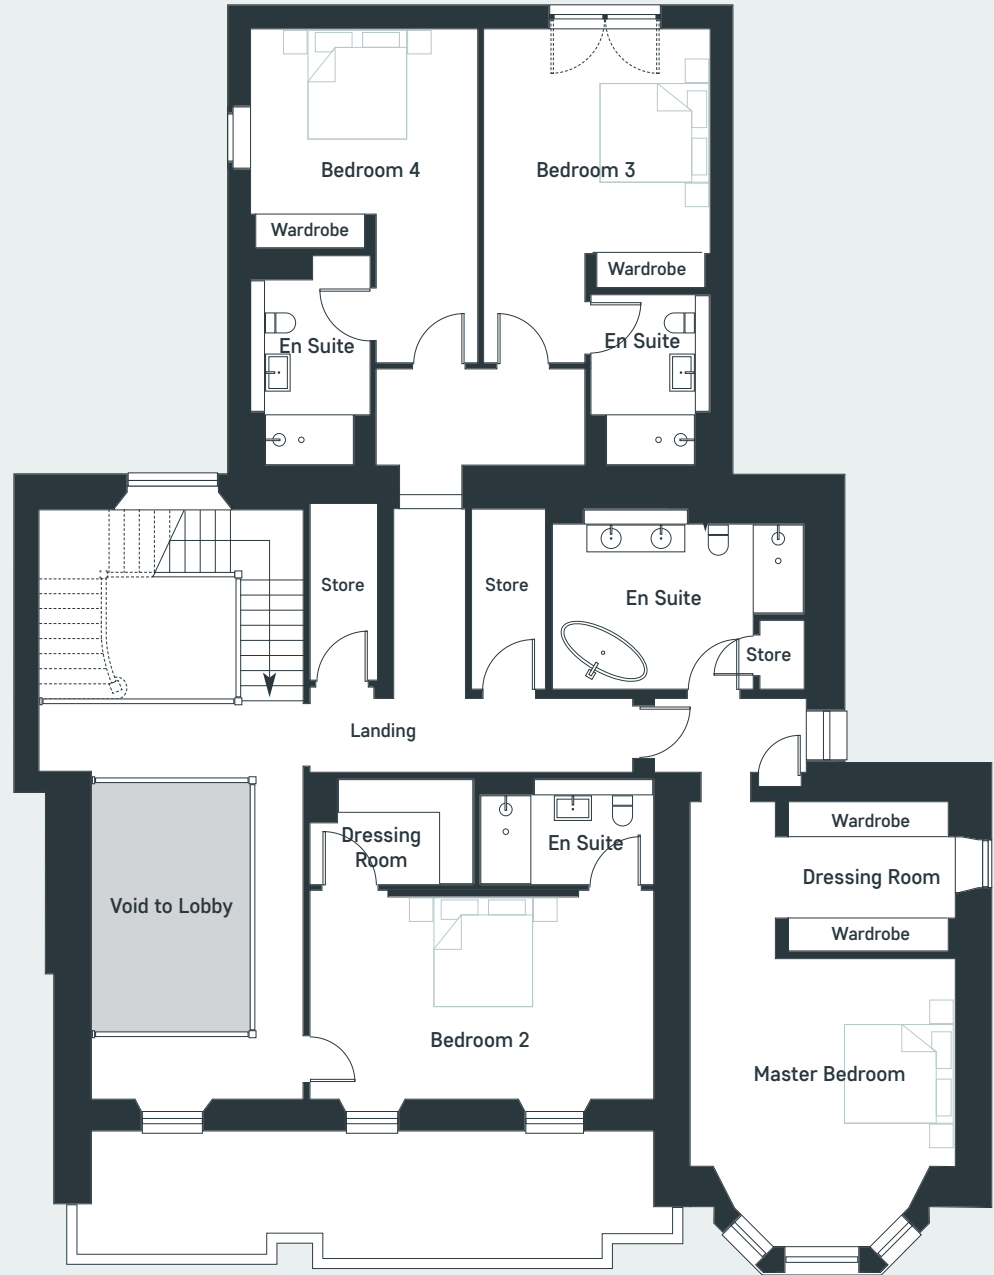 Bedroom 4
Bedroom 3
Wardrobe
Wardrobe
En Suite
En Suite
Store
Store
En Suite
Store
Landing
Dressing
Room
En Suite
Wardrobe
Dressing Room
Wardrobe
Void to Lobby
Bedroom 2
Master Bedroom